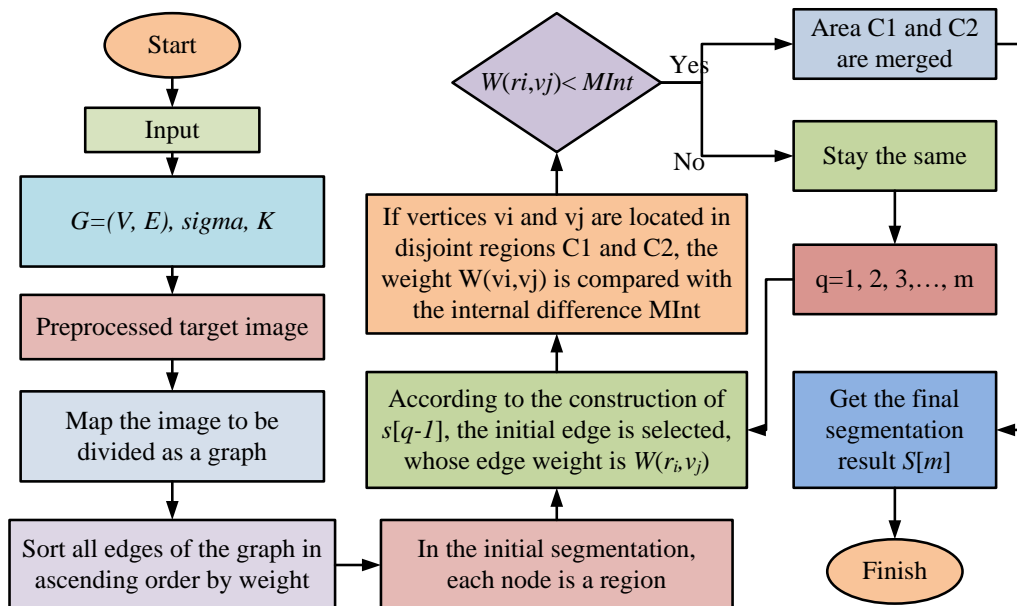 Start
Input
G=(V, E), sigma, K
Preprocessed target image
Map the image to be
divided as a graph
Sort all edges of the graph in
ascending order by weight
In the initial segmentation,
each node is a region
According to the construction of
s[q-1], the initial edge is selected,
whose edge weight is W(ri,vj)
If vertices vi and vj are located in
disjoint regions C1 and C2, the
weight W(vi,vj) is compared with
the internal difference MInt
W(ri,vj)< MInt
Yes
No
Area C1 and C2
are merged
Stay the same
q=1, 2, 3,…, m
Get the final
segmentation
result S[m]
Finish